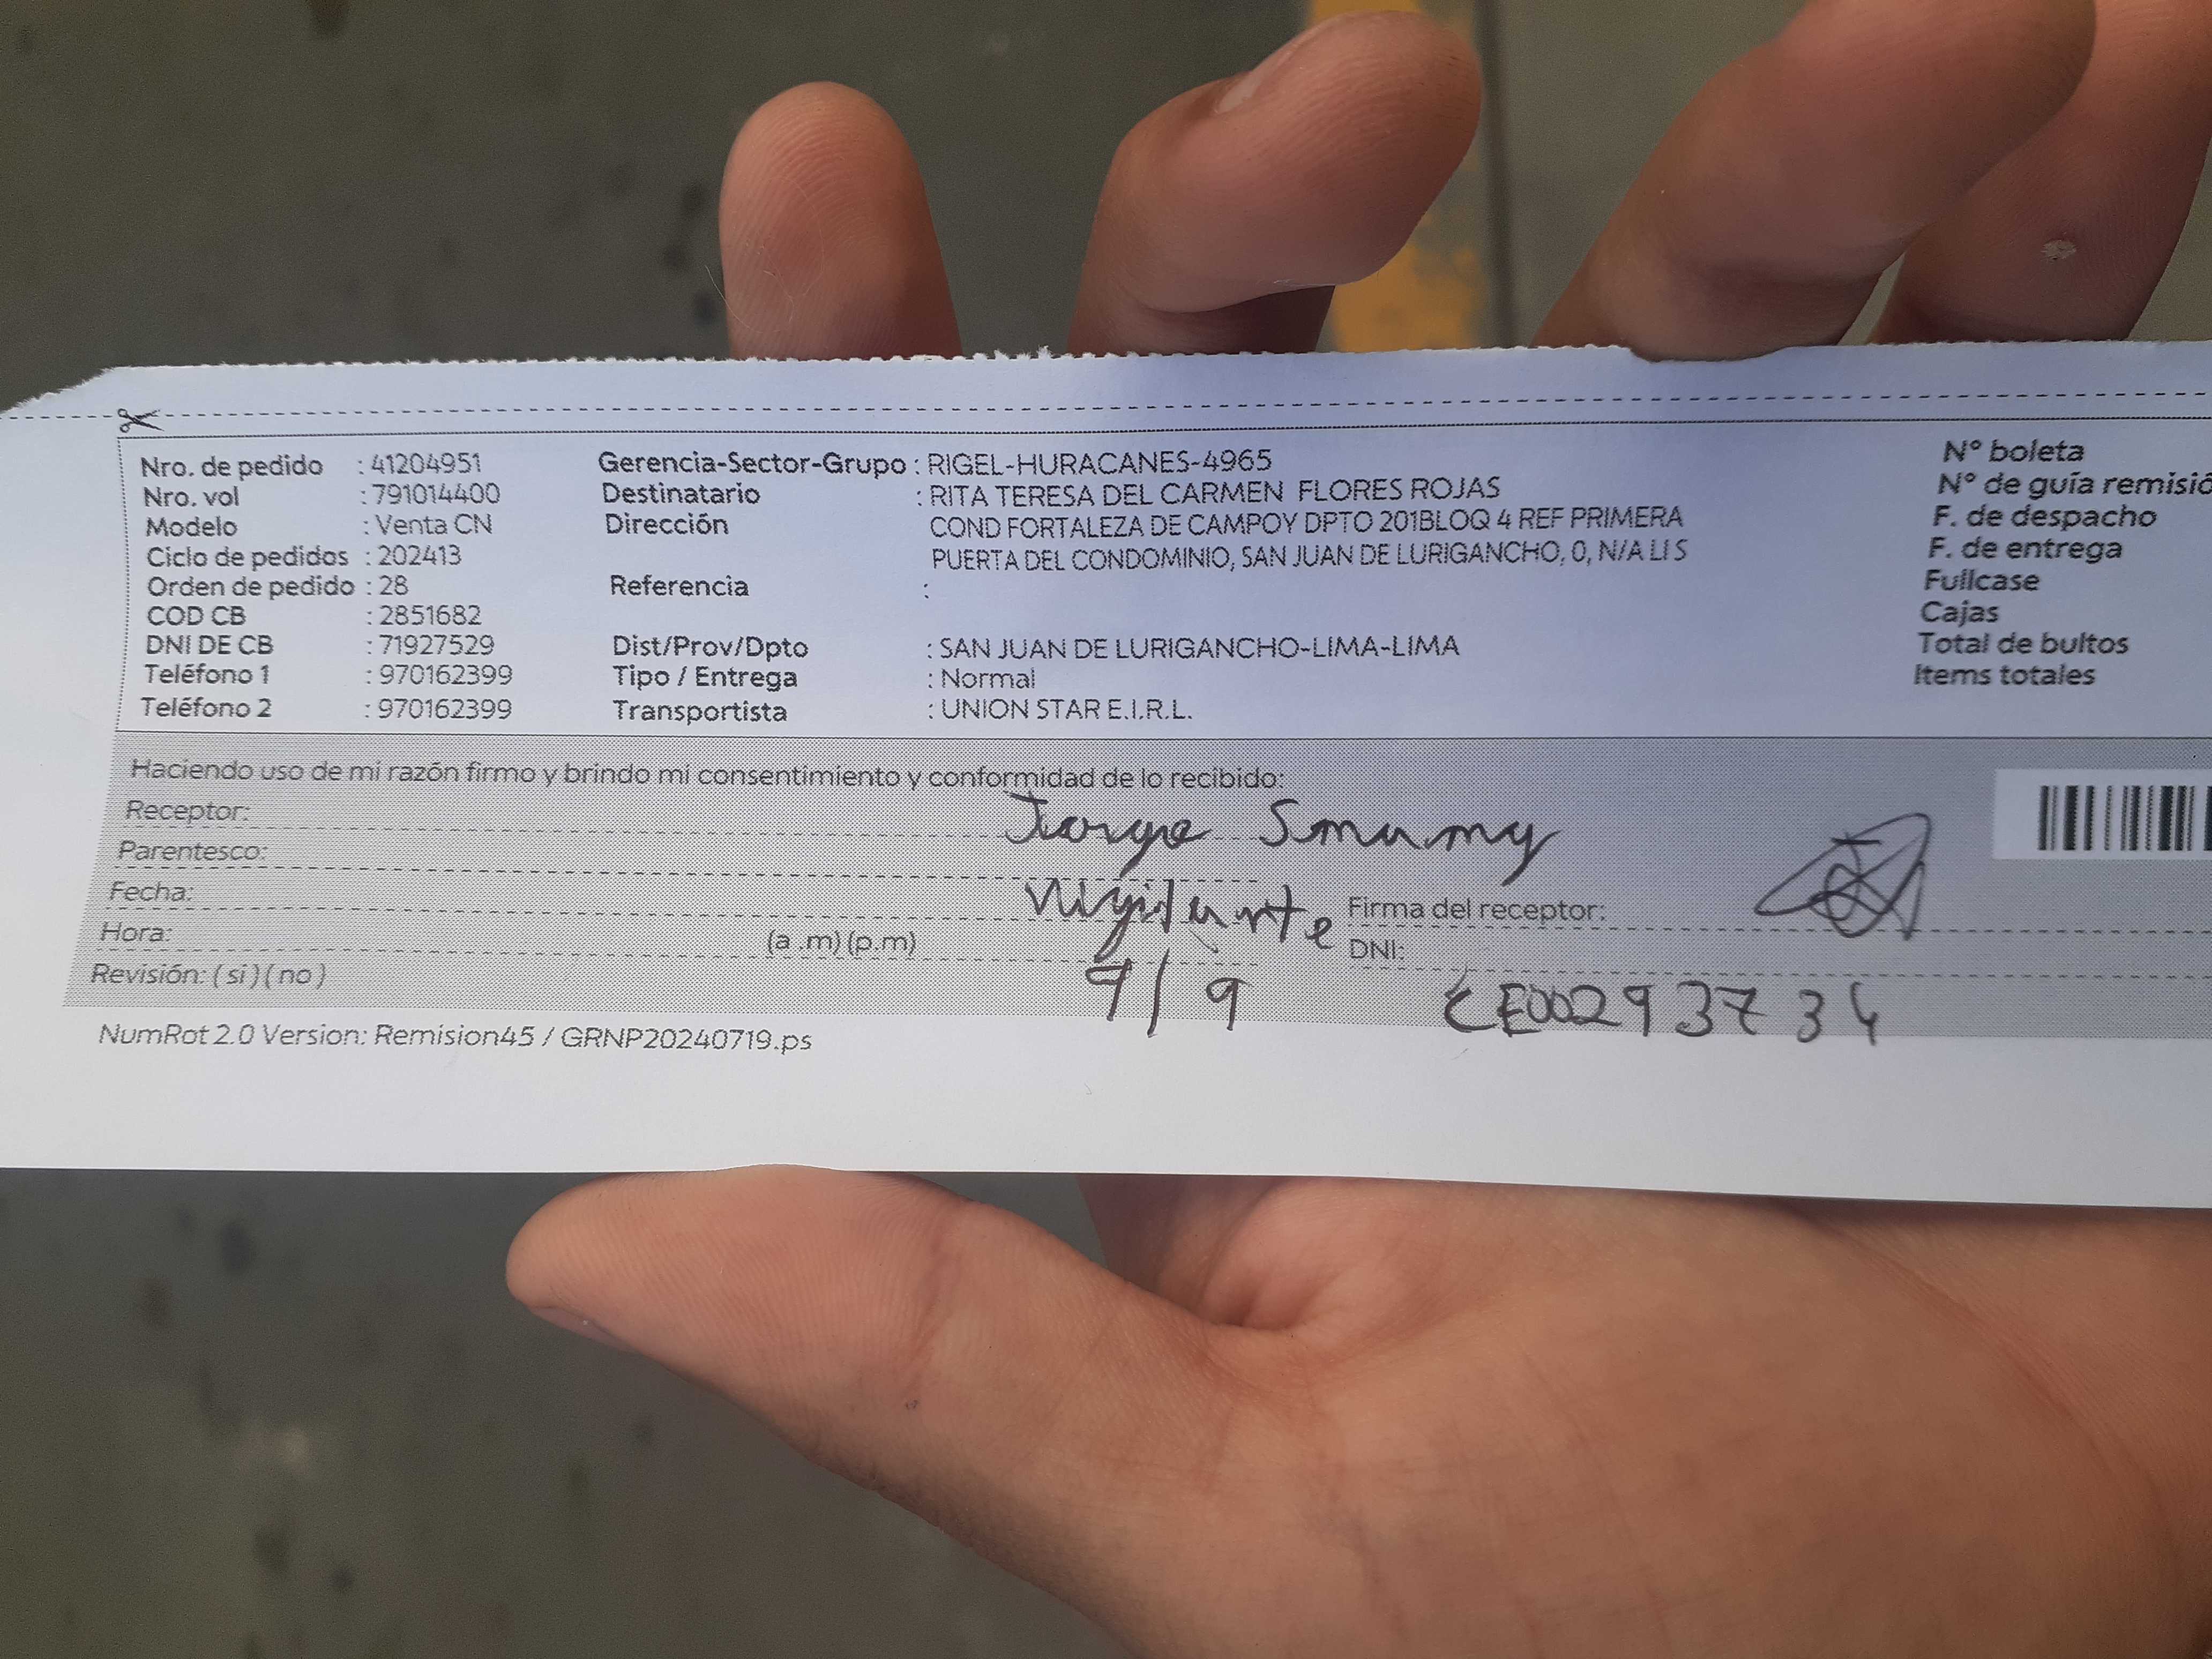 Nro. de pedido : 41204951 Gerencia-Sector-Grupo : RIGEL-HURACANES-4965 N° boleta
Nro. vol : 791014400 Destinatario : RITA TERESA DEL CARMEN FLORES ROJAS N° de guía remisió
Modelo : Venta CN Dirección COND FORTALEZA DE CAMPOY DPTO 201BLOQ 4 REF PRIMERA F. de despacho
Ciclo de pedidos : 202413 PUERTA DEL CONDOMINIO, SAN JUAN DE LURIGANCHO, 0, N/A LI S F. de entrega
Orden de pedido : 28 Referencia : Fullcase
COD CB : 2851682 Cajas
DNI DE CB : 71927529 Dist/Prov/Dpto : SAN JUAN DE LURIGANCHO-LIMA-LIMA Total de bultos
Teléfono 1 : 970162399 Tipo / Entrega : Normal Items totales
Teléfono 2 : 970162399 Transportista : UNION STAR E.I.R.L.
Haciendo uso de mi razón firmo y brindo mi consentimiento y conformidad de lo recibido:
Receptor: Jorge
Parentesco:
Fecha: Vigilante Firma del receptor:
Hora: (a .m) (p.m) DNI:
Revisión: ( si ) ( no ) 9/9 CE00293734
NumRot 2.0 Version: Remision45 / GRNP20240719.ps